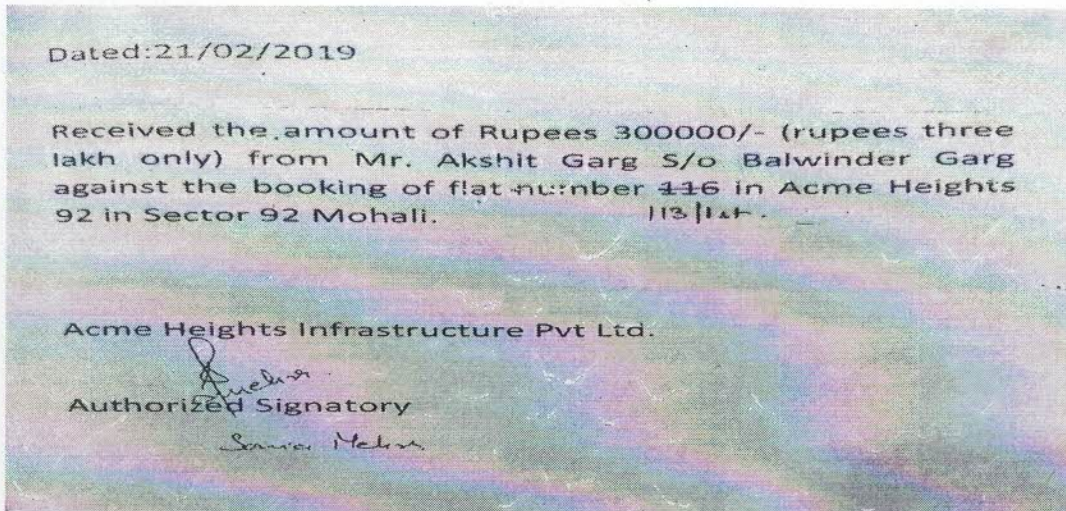 Dated:21/02/2019
Received the amount of Rupees 300000/- (rupees three
lakh only) from Mr. Akshit Garg S/o Balwinder Garg
against the booking of flat number 116 in Acme Heights
92 in Sector 92 Mohali.
113/1st.
Acme Heights Infrastructure Pvt Ltd.
Authorized Signatory